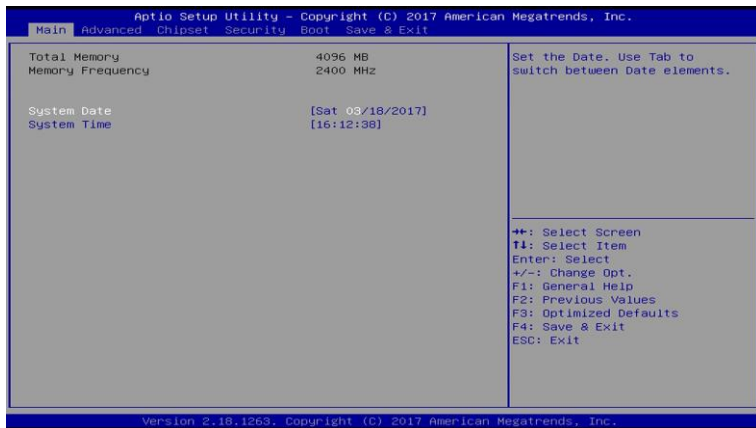 Aptio Setup Utility – Copyright (C) 2017 American Megatrends, Inc.
Main Advanced Chipset Security Boot Save & Exit
Total Memory 4096 MB
Memory Frequency 2400 MHz
System Date [Sat 03/18/2017]
System Time [16:12:38]
Set the Date. Use Tab to
switch between Date elements.
→←: Select Screen
↑↓: Select Item
Enter: Select
+/-: Change Opt.
F1: General Help
F2: Previous Values
F3: Optimized Defaults
F4: Save & Exit
ESC: Exit
Version 2.18.1263. Copyright (C) 2017 American Megatrends, Inc.